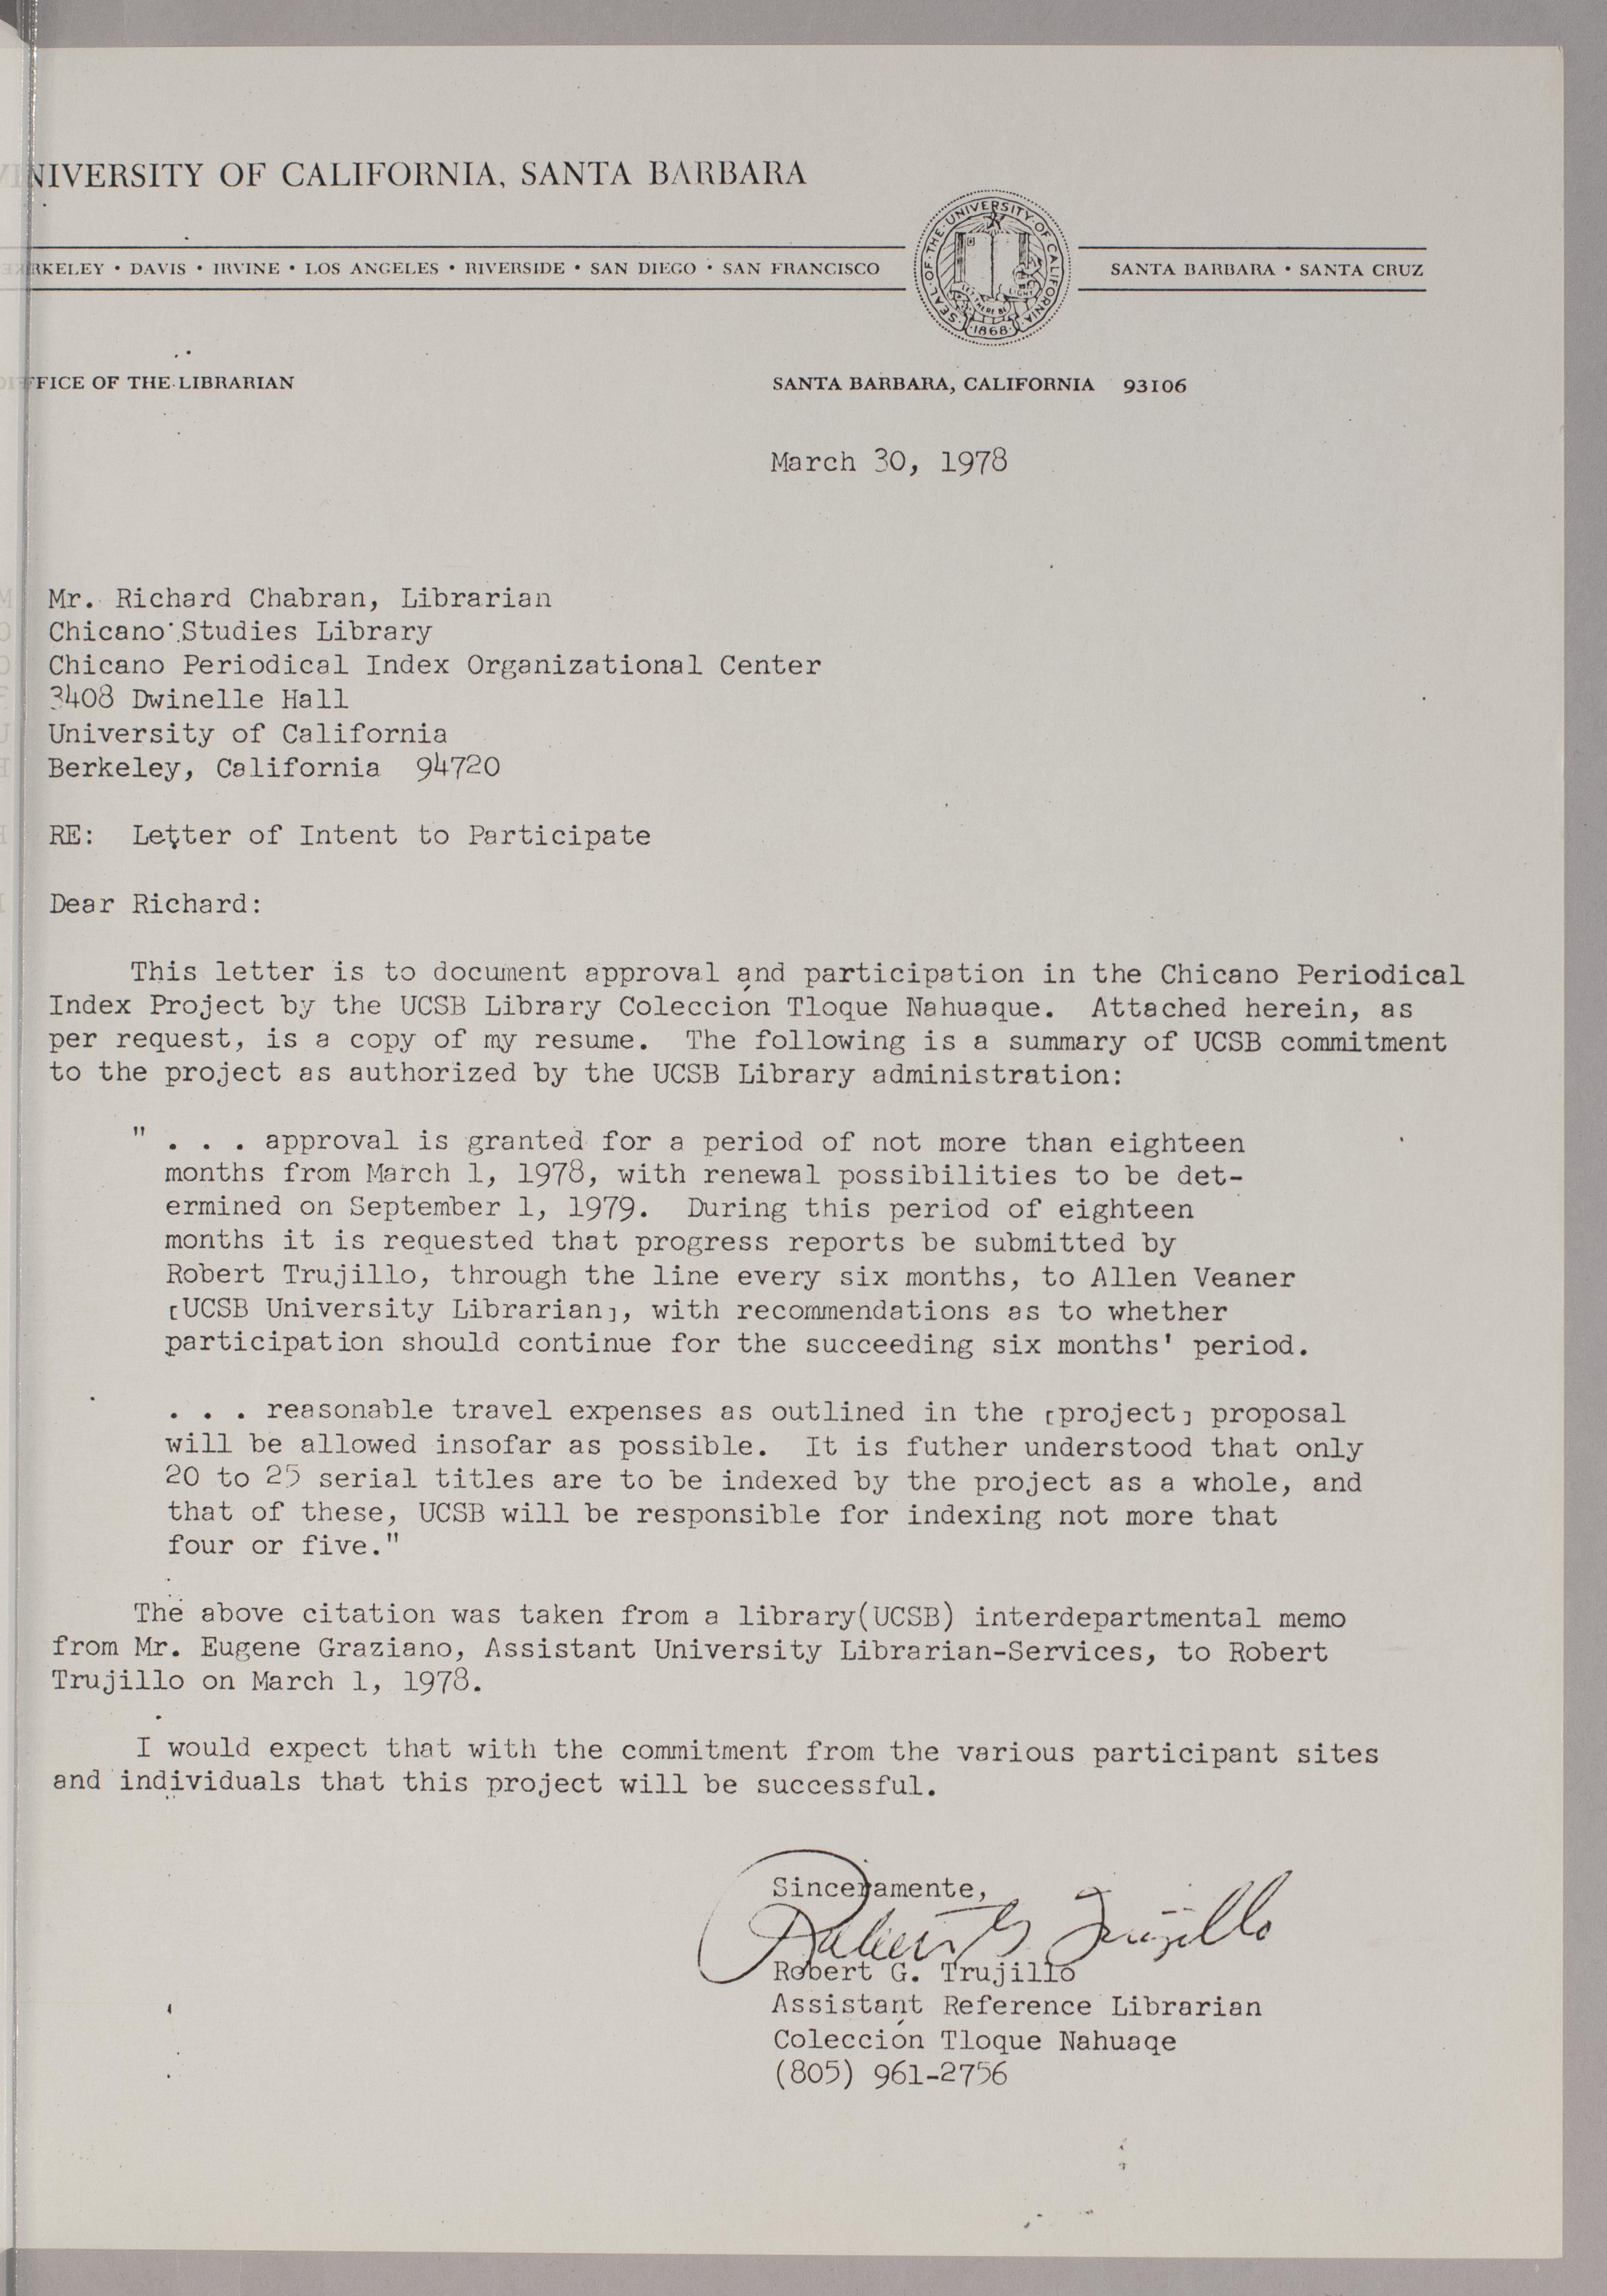 NIVERSITY OF CALIFORNIA, SANTA BARBARA
RKELEY • DAVIS • IRVINE • LOS ANGELES • RIVERSIDE • SAN DIEGO • SAN FRANCISCO
SEAL OF THE UNIVERSITY OF CALIFORNIA
LET THERE BE LIGHT
1868
SANTA BARBARA • SANTA CRUZ
FFICE OF THE LIBRARIAN
SANTA BARBARA, CALIFORNIA 93106
March 30, 1978
Mr. Richard Chabran, Librarian
Chicano Studies Library
Chicano Periodical Index Organizational Center
3408 Dwinelle Hall
University of California
Berkeley, California 94720
RE: Letter of Intent to Participate
Dear Richard:
This letter is to document approval and participation in the Chicano Periodical
Index Project by the UCSB Library Colección Tloque Nahuaque. Attached herein, as
per request, is a copy of my resume. The following is a summary of UCSB commitment
to the project as authorized by the UCSB Library administration:
" . . . approval is granted for a period of not more than eighteen
months from March 1, 1978, with renewal possibilities to be det-
ermined on September 1, 1979. During this period of eighteen
months it is requested that progress reports be submitted by
Robert Trujillo, through the line every six months, to Allen Veaner
[UCSB University Librarian], with recommendations as to whether
participation should continue for the succeeding six months' period.
. . . reasonable travel expenses as outlined in the [project] proposal
will be allowed insofar as possible. It is futher understood that only
20 to 25 serial titles are to be indexed by the project as a whole, and
that of these, UCSB will be responsible for indexing not more that
four or five."
The above citation was taken from a library(UCSB) interdepartmental memo
from Mr. Eugene Graziano, Assistant University Librarian-Services, to Robert
Trujillo on March 1, 1978.
I would expect that with the commitment from the various participant sites
and individuals that this project will be successful.
Sinceramente,
Robert G Trujillo
Robert G. Trujillo
Assistant Reference Librarian
Colección Tloque Nahuaqe
(805) 961-2756